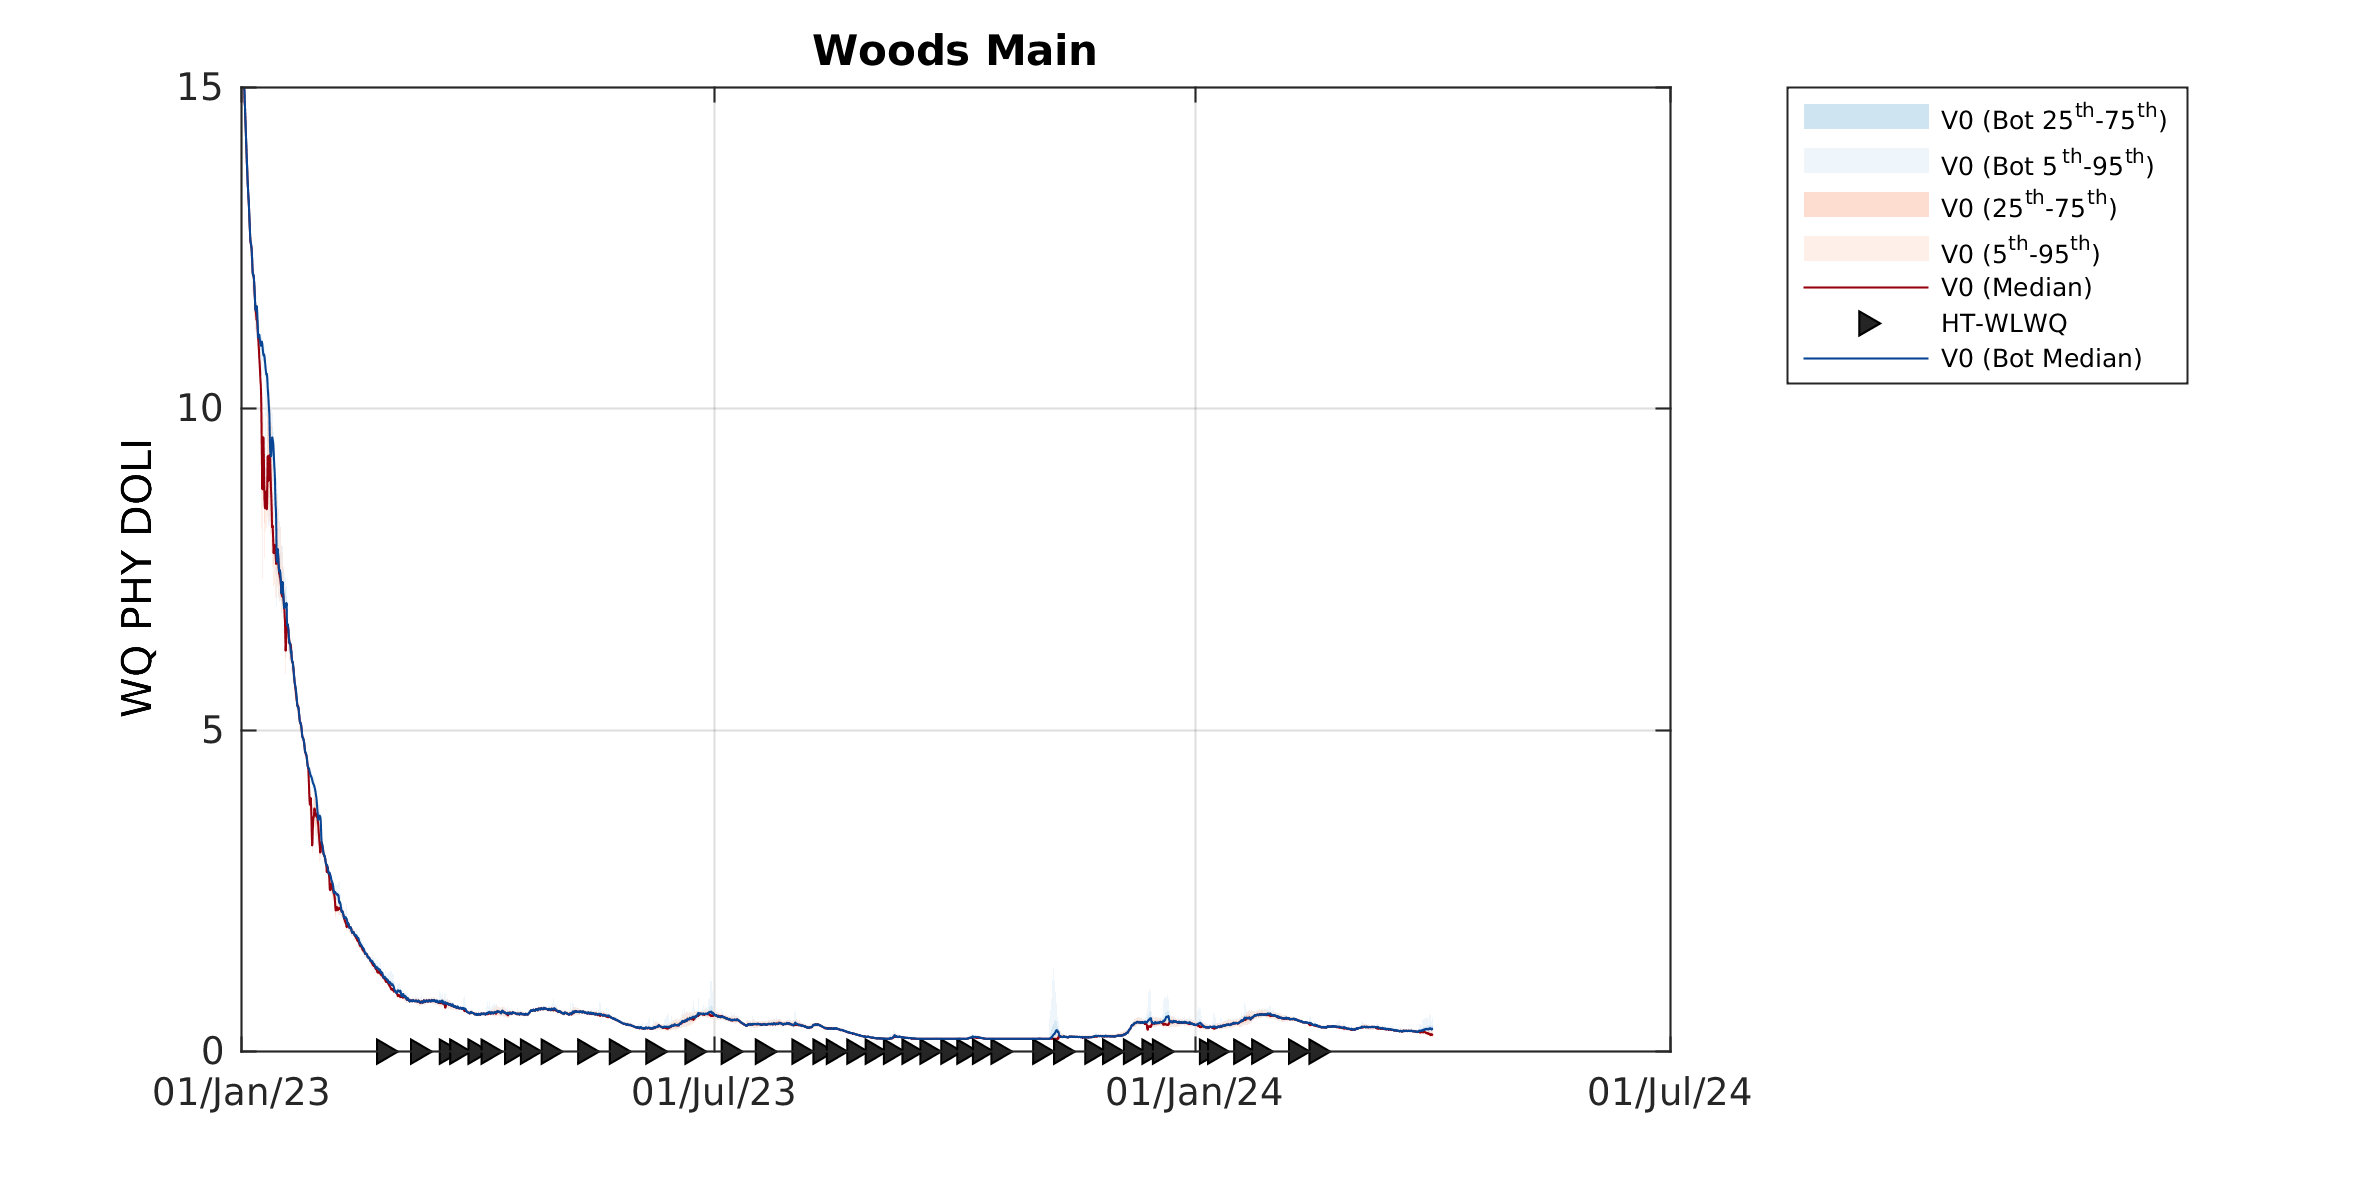 Woods Main
15
10
5
0
WQ PHY DOLI
01/Jan/23
01/Jul/23
01/Jan/24
01/Jul/24
V0 (Bot 25th-75th)
V0 (Bot 5th-95th)
V0 (25th-75th)
V0 (5th-95th)
V0 (Median)
HT-WLWQ
V0 (Bot Median)